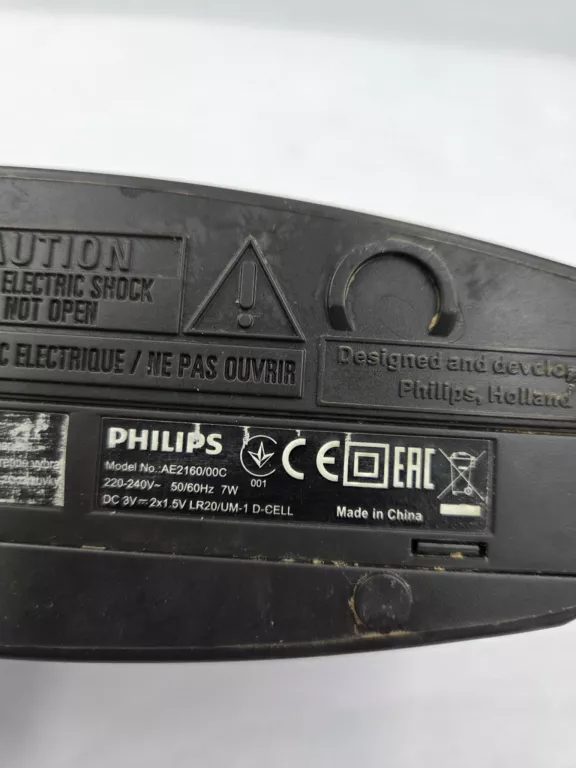 AUTION
ELECTRIC SHOCK
NOT OPEN
!
C ELECTRIQUE / NE PAS OUVRIR
Designed and develop
Philips, Holland
PHILIPS
Model No.:AE2160/00C
220-240V~ 50/60Hz 7W
DC 3V⎓2x1.5V LR20/UM-1 D-CELL
001
CE
EAC
Made in China